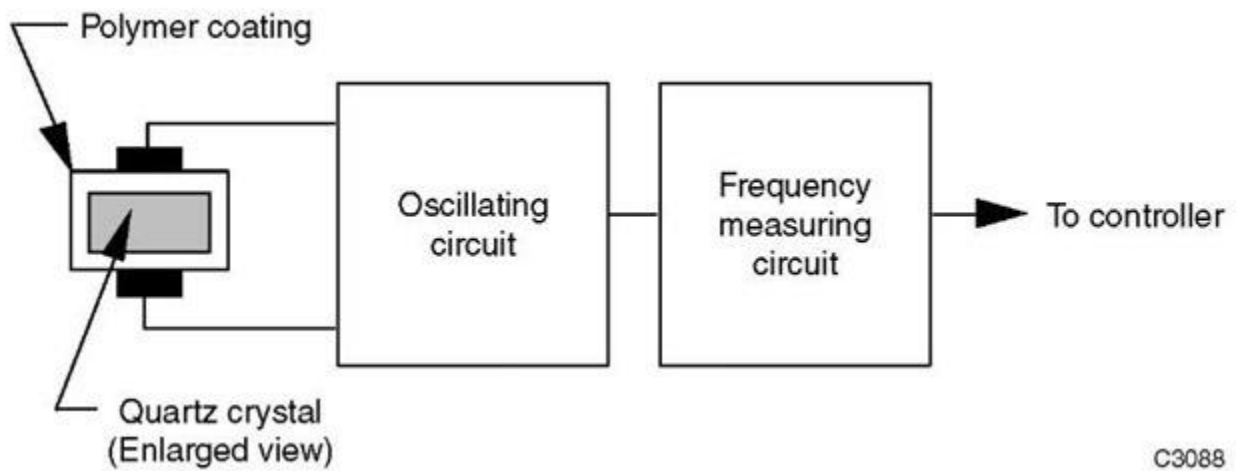 Polymer coating
Oscillating
circuit
Frequency
measuring
circuit
To controller
Quartz crystal
(Enlarged view)
C3088